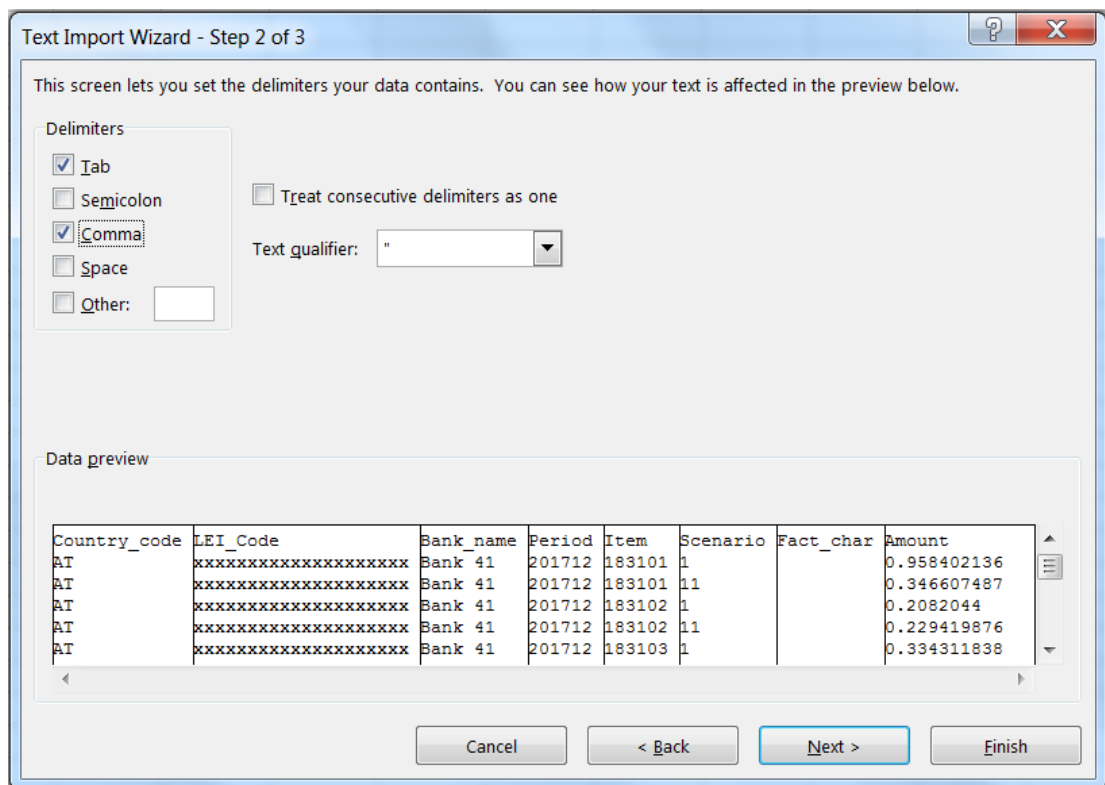 Text Import Wizard - Step 2 of 3
This screen lets you set the delimiters your data contains. You can see how your text is affected in the preview below.
Delimiters
Tab
Semicolon
Comma
Space
Other:
Treat consecutive delimiters as one
Text qualifier: "
Data preview
Country_code LEI_Code Bank_name Period Item Scenario Fact_char Amount
AT xxxxxxxxxxxxxxxxxxxx Bank 41 201712 183101 1 0.958402136
AT xxxxxxxxxxxxxxxxxxxx Bank 41 201712 183101 11 0.346607487
AT xxxxxxxxxxxxxxxxxxxx Bank 41 201712 183102 1 0.2082044
AT xxxxxxxxxxxxxxxxxxxx Bank 41 201712 183102 11 0.229419876
AT xxxxxxxxxxxxxxxxxxxx Bank 41 201712 183103 1 0.334311838
Cancel < Back Next > Finish